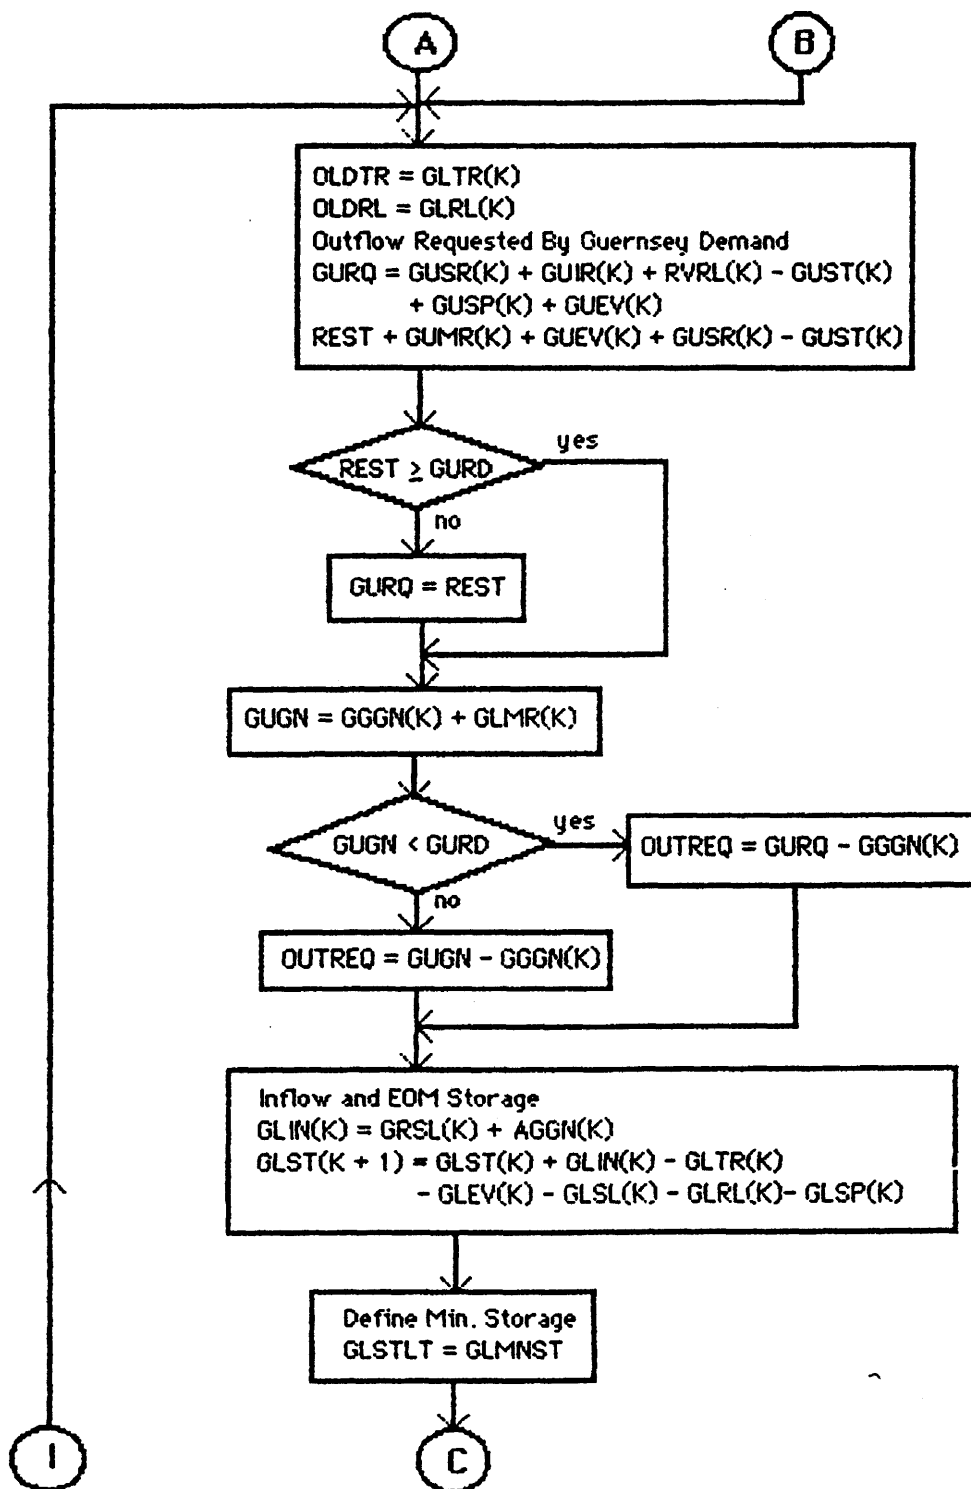 A
B
OLDTR = GLTR(K)
OLDRL = GLRL(K)
Outflow Requested By Guernsey Demand
GURQ = GUSR(K) + GUIR(K) + RVRL(K) - GUST(K)
+ GUSP(K) + GUEV(K)
REST + GUMR(K) + GUEV(K) + GUSR(K) - GUST(K)
REST ≥ GURD
yes
no
GURQ = REST
GUGN = GGGN(K) + GLMR(K)
GUGN < GURD
yes
OUTREQ = GURQ - GGGN(K)
no
OUTREQ = GUGN - GGGN(K)
Inflow and EOM Storage
GLIN(K) = GRSL(K) + AGGN(K)
GLST(K + 1) = GLST(K) + GLIN(K) - GLTR(K)
- GLEV(K) - GLSL(K) - GLRL(K)- GLSP(K)
Define Min. Storage
GLSTLT = GLMNST
I
C